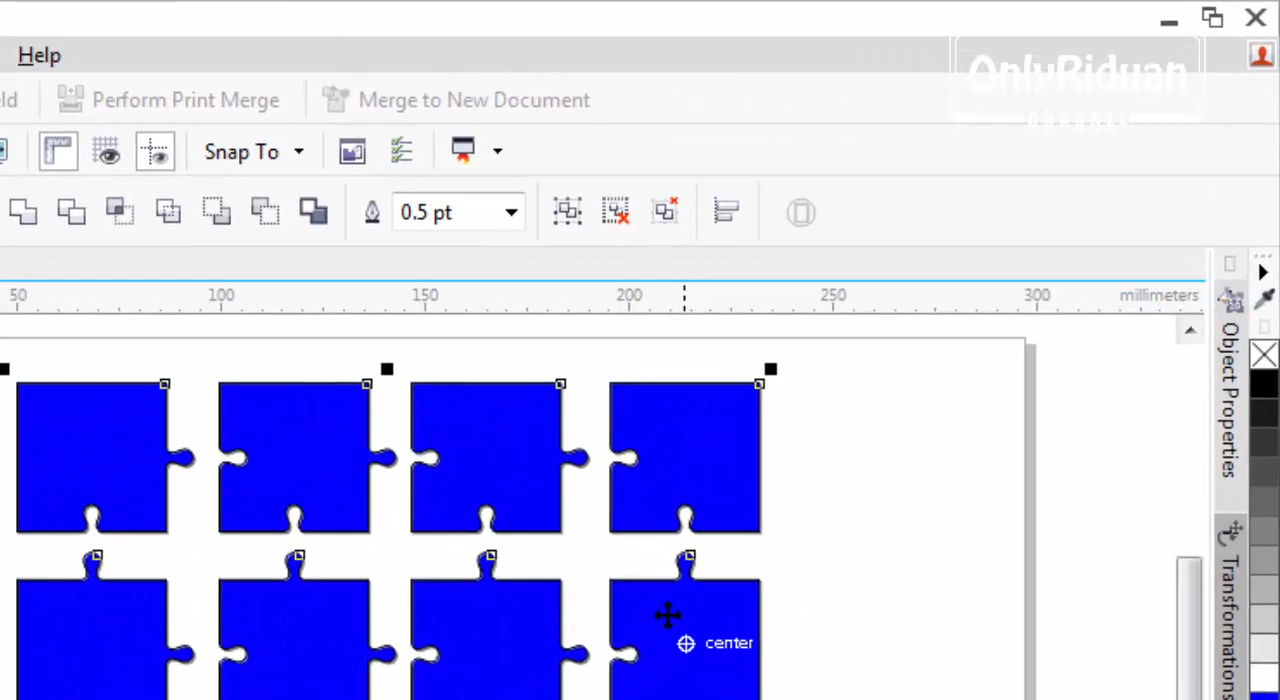 Help
OnlyRiduan
ld
Perform Print Merge
Merge to New Document
Snap To
0.5 pt
50
100
150
200
250
300
millimeters
Object Properties
Transformations
center